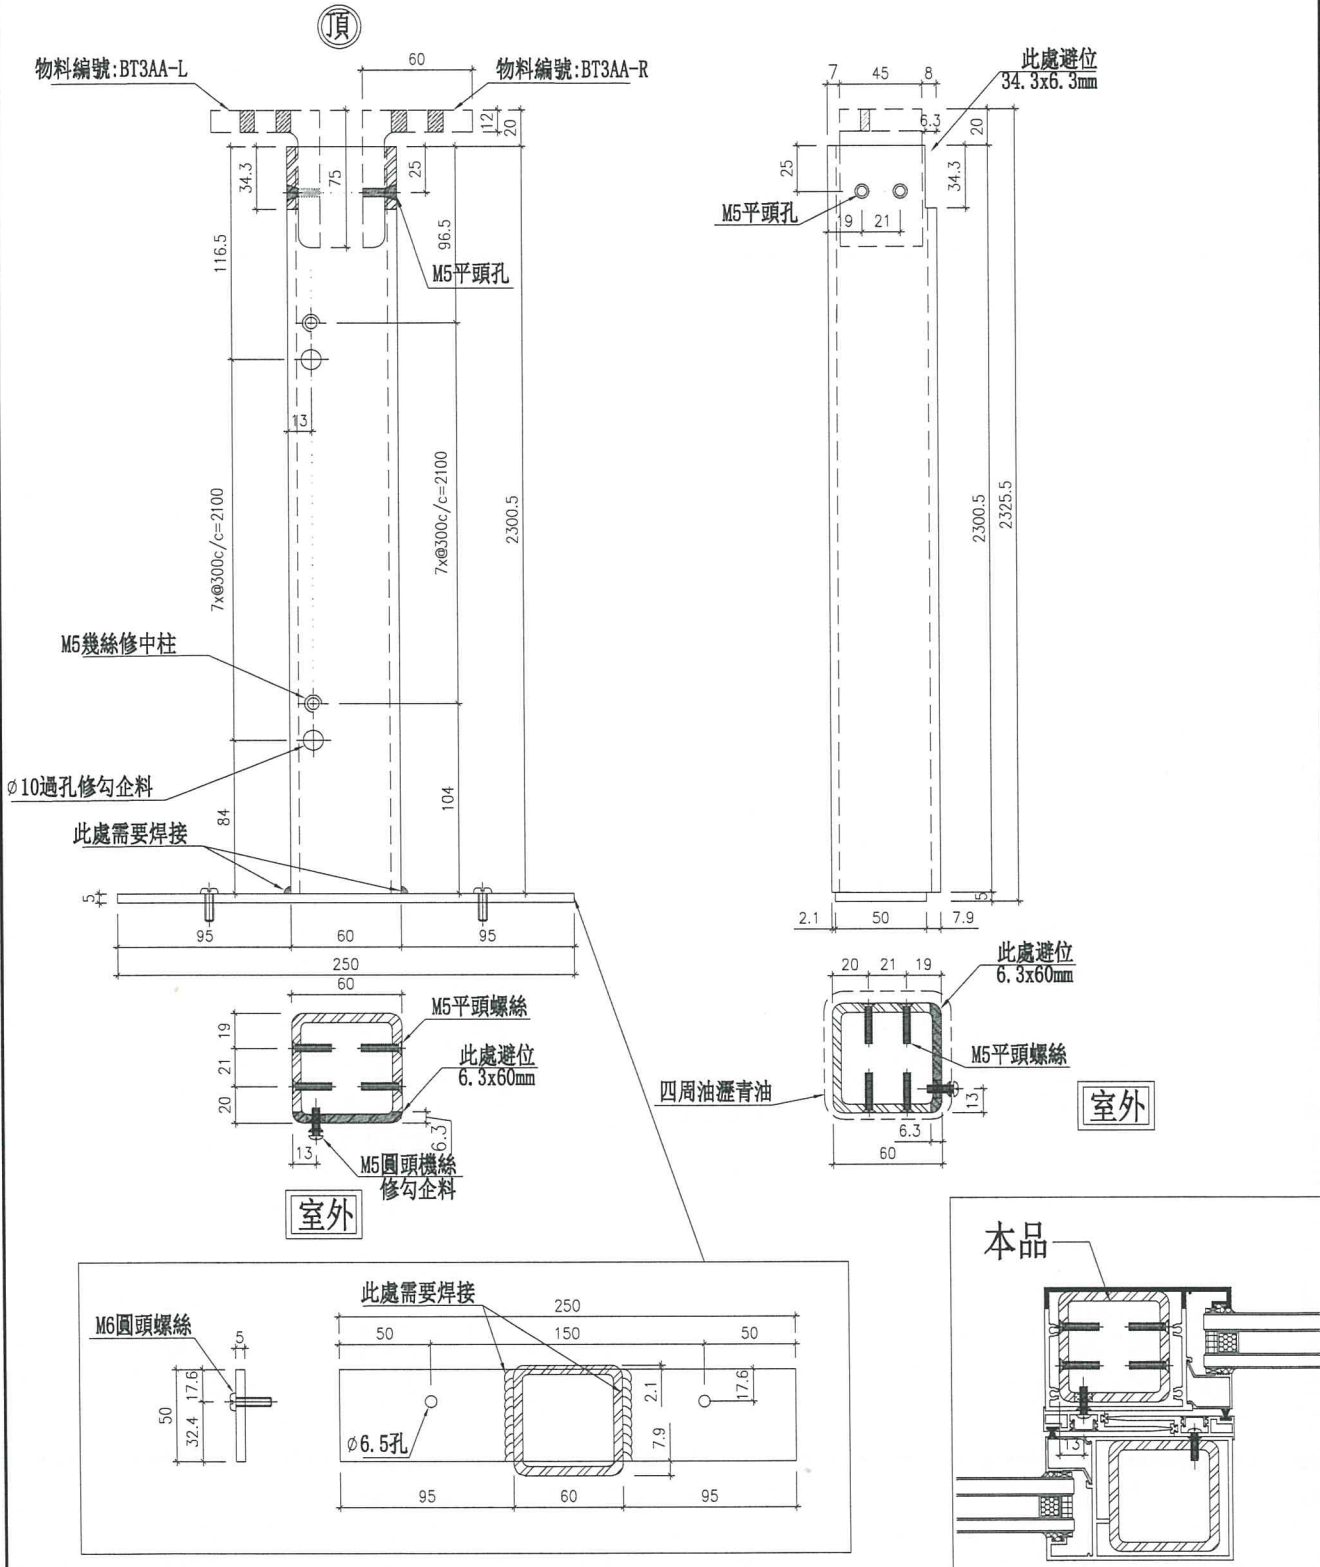 頂
物料編號:BT3AA-L
60
物料編號:BT3AA-R
12
20
34.3
75
25
116.5
96.5
M5平頭孔
13
7x@300c/c=2100
7x@300c/c=2100
2300.5
M5幾絲修中柱
Ø10過孔修勾企料
84
104
此處需要焊接
5
95
60
95
250
7
45
8
此處避位
34.3x6.3mm
6.3
20
25
34.3
M5平頭孔
19
21
2300.5
2325.5
5
2.1
50
7.9
60
19
21
20
M5平頭螺絲
此處避位
6.3x60mm
6.3
13
M5圓頭機絲
修勾企料
室外
20
21
19
此處避位
6.3x60mm
M5平頭螺絲
四周油瀝青油
13
6.3
60
室外
此處需要焊接
250
M6圓頭螺絲
5
50
150
50
50
17.6
32.4
2.1
17.6
Ø6.5孔
7.9
95
60
95
本品
13